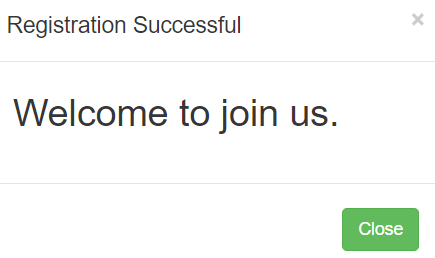 Registration Successful
×
Welcome to join us.
Close